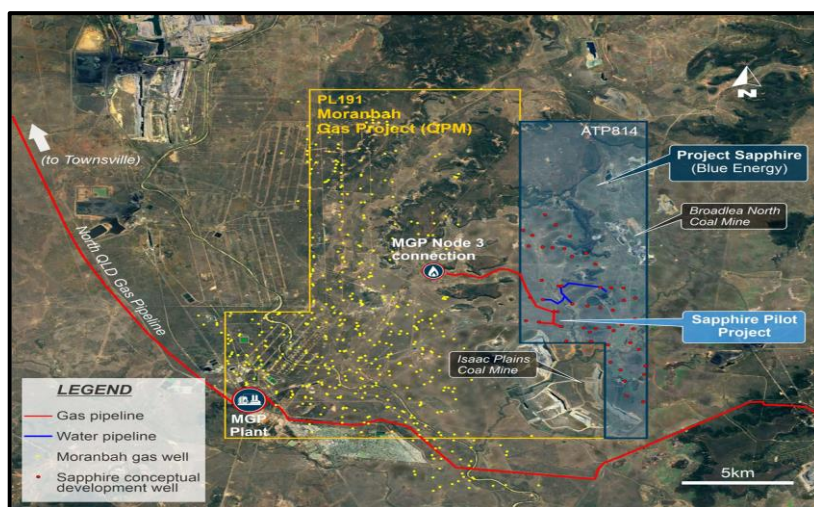 PL191
Moranbah
Gas Project (QPM)
ATP814
(to Townsville)
N
Project Sapphire
(Blue Energy)
Broadlea North
Coal Mine
MGP Node 3
connection
North QLD Gas Pipeline
Sapphire Pilot
Project
Isaac Plains
Coal Mine
MGP
Plant
LEGEND
Gas pipeline
Water pipeline
Moranbah gas well
Sapphire conceptual
development well
5km